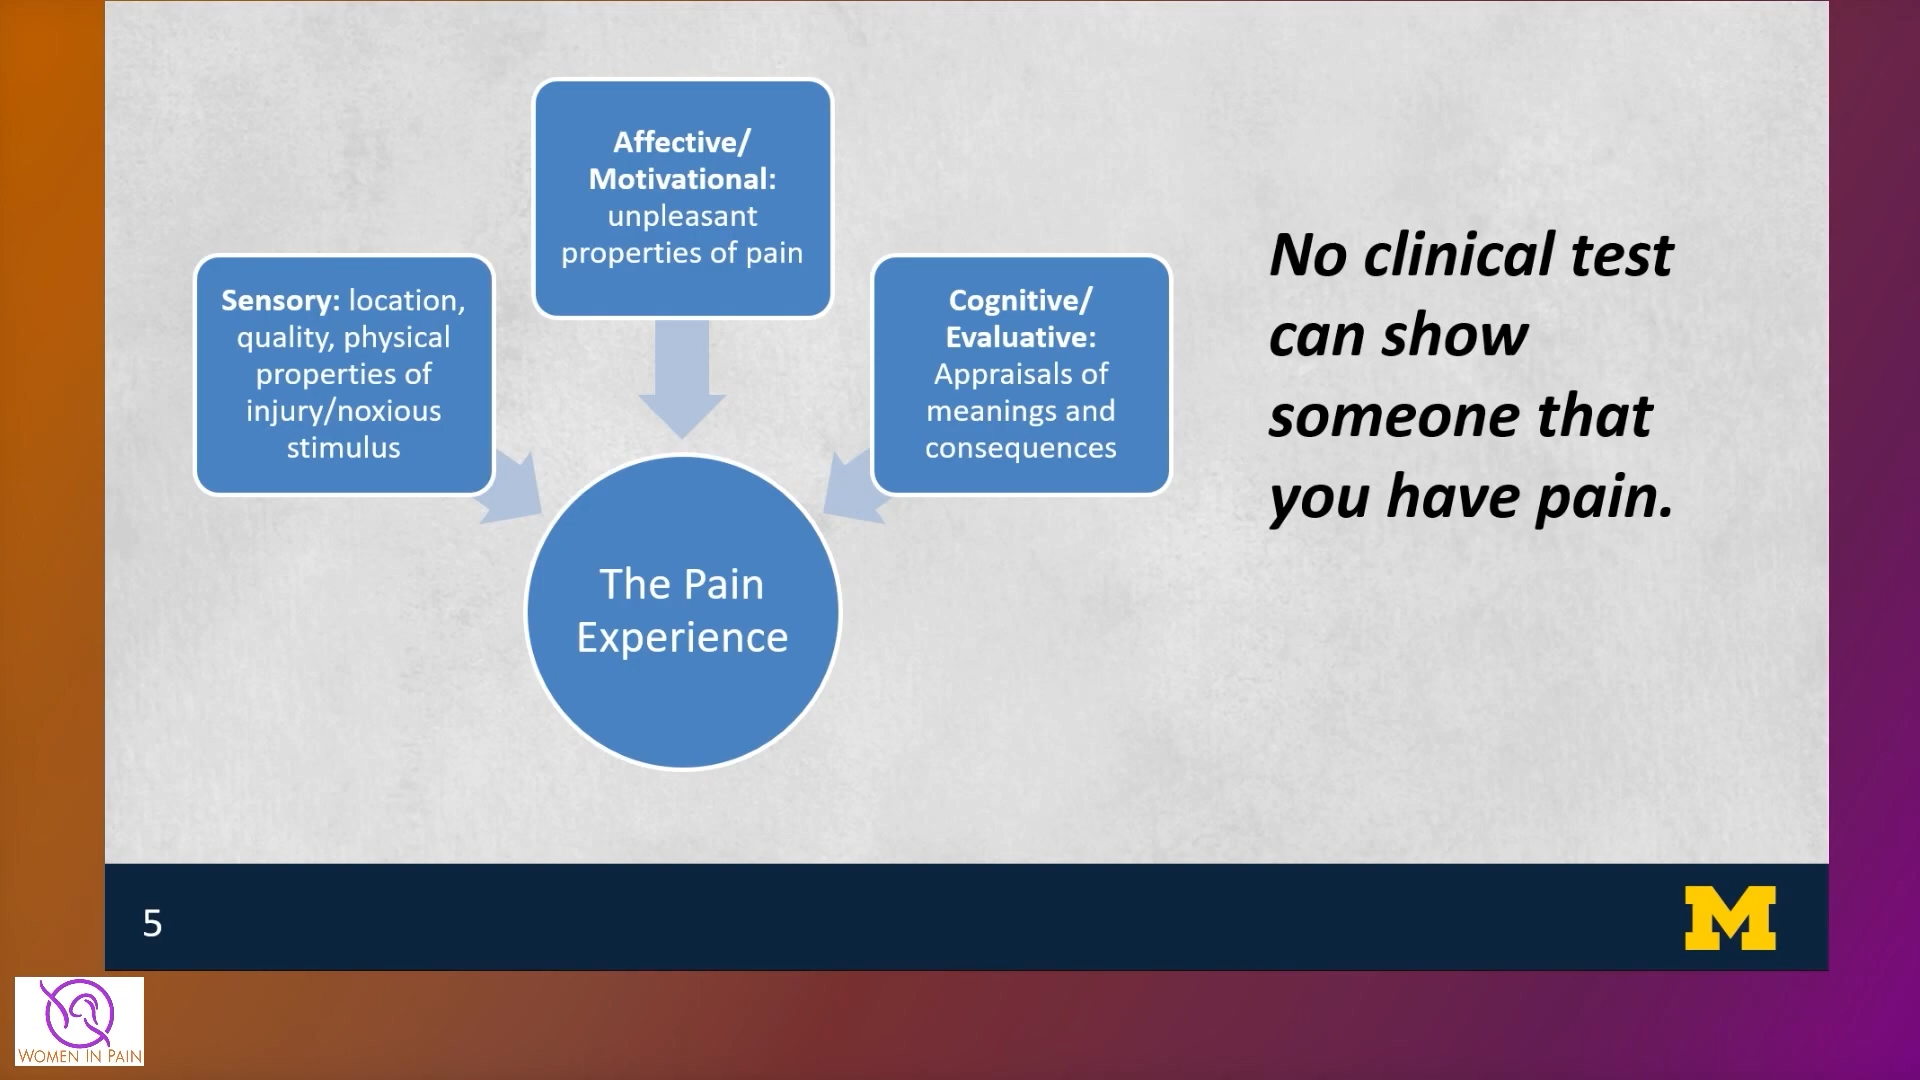 Affective/
Motivational:
unpleasant
properties of pain
Sensory: location,
quality, physical
properties of
injury/noxious
stimulus
Cognitive/
Evaluative:
Appraisals of
meanings and
consequences
The Pain
Experience
No clinical test
can show
someone that
you have pain.
5
M
WOMEN IN PAIN